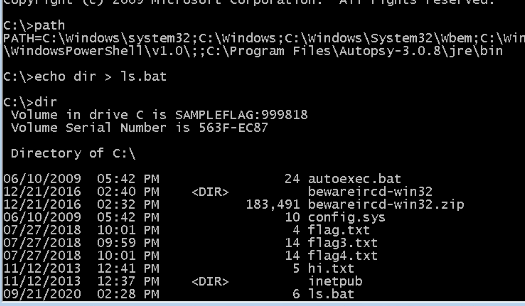 Copyright (c) 2009 Microsoft Corporation. All rights reserved.
C:\>path
PATH=C:\Windows\system32;C:\Windows;C:\Windows\System32\Wbem;C:\Win
\WindowsPowerShell\v1.0\;;C:\Program Files\Autopsy-3.0.8\jre\bin
C:\>echo dir > ls.bat
C:\>dir
Volume in drive C is SAMPLEFLAG:999818
Volume Serial Number is 563F-EC87
Directory of C:\
06/10/2009 05:42 PM 24 autoexec.bat
12/21/2016 02:40 PM <DIR> bewareircd-win32
12/21/2016 02:32 PM 183,491 bewareircd-win32.zip
06/10/2009 05:42 PM 10 config.sys
07/27/2018 10:01 PM 4 flag.txt
07/27/2018 09:59 PM 14 flag3.txt
07/27/2018 10:01 PM 14 flag4.txt
11/12/2013 12:41 PM 5 hi.txt
11/12/2013 12:37 PM <DIR> inetpub
09/21/2020 02:28 PM 6 ls.bat